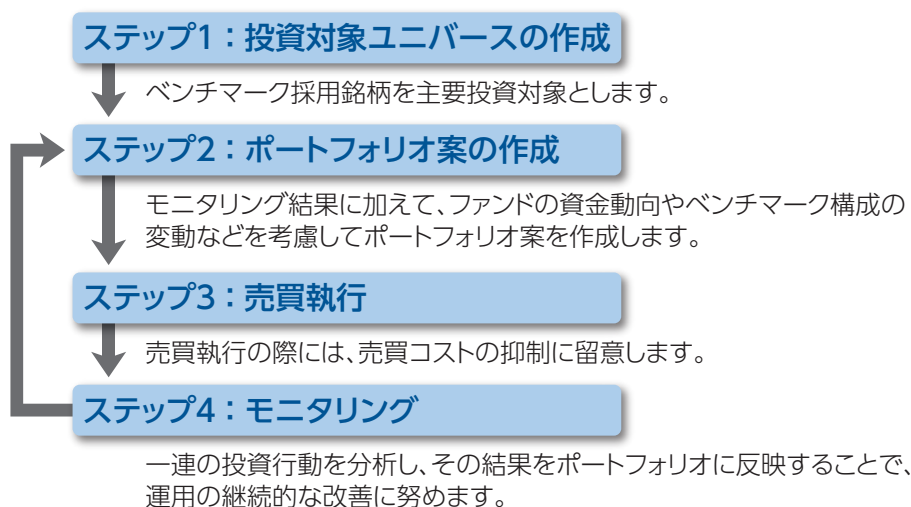 ステップ1：投資対象ユニバースの作成
ベンチマーク採用銘柄を主要投資対象とします。
ステップ2：ポートフォリオ案の作成
モニタリング結果に加えて、ファンドの資金動向やベンチマーク構成の
変動などを考慮してポートフォリオ案を作成します。
ステップ3：売買執行
売買執行の際には、売買コストの抑制に留意します。
ステップ4：モニタリング
一連の投資行動を分析し、その結果をポートフォリオに反映することで、
運用の継続的な改善に努めます。